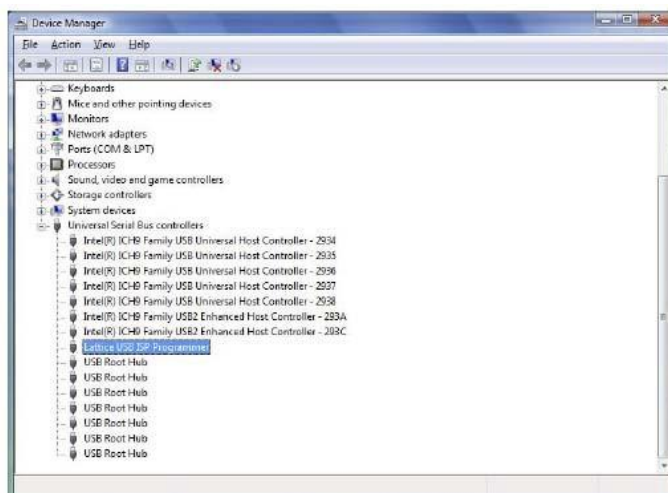 Device Manager
File Action View Help
Keyboards
Mice and other pointing devices
Monitors
Network adapters
Ports (COM & LPT)
Processors
Sound, video and game controllers
Storage controllers
System devices
Universal Serial Bus controllers
Intel(R) ICH9 Family USB Universal Host Controller - 2934
Intel(R) ICH9 Family USB Universal Host Controller - 2935
Intel(R) ICH9 Family USB Universal Host Controller - 2936
Intel(R) ICH9 Family USB Universal Host Controller - 2937
Intel(R) ICH9 Family USB Universal Host Controller - 2938
Intel(R) ICH9 Family USB2 Enhanced Host Controller - 293A
Intel(R) ICH9 Family USB2 Enhanced Host Controller - 293C
Lattice USB ISP Programmer
USB Root Hub
USB Root Hub
USB Root Hub
USB Root Hub
USB Root Hub
USB Root Hub
USB Root Hub